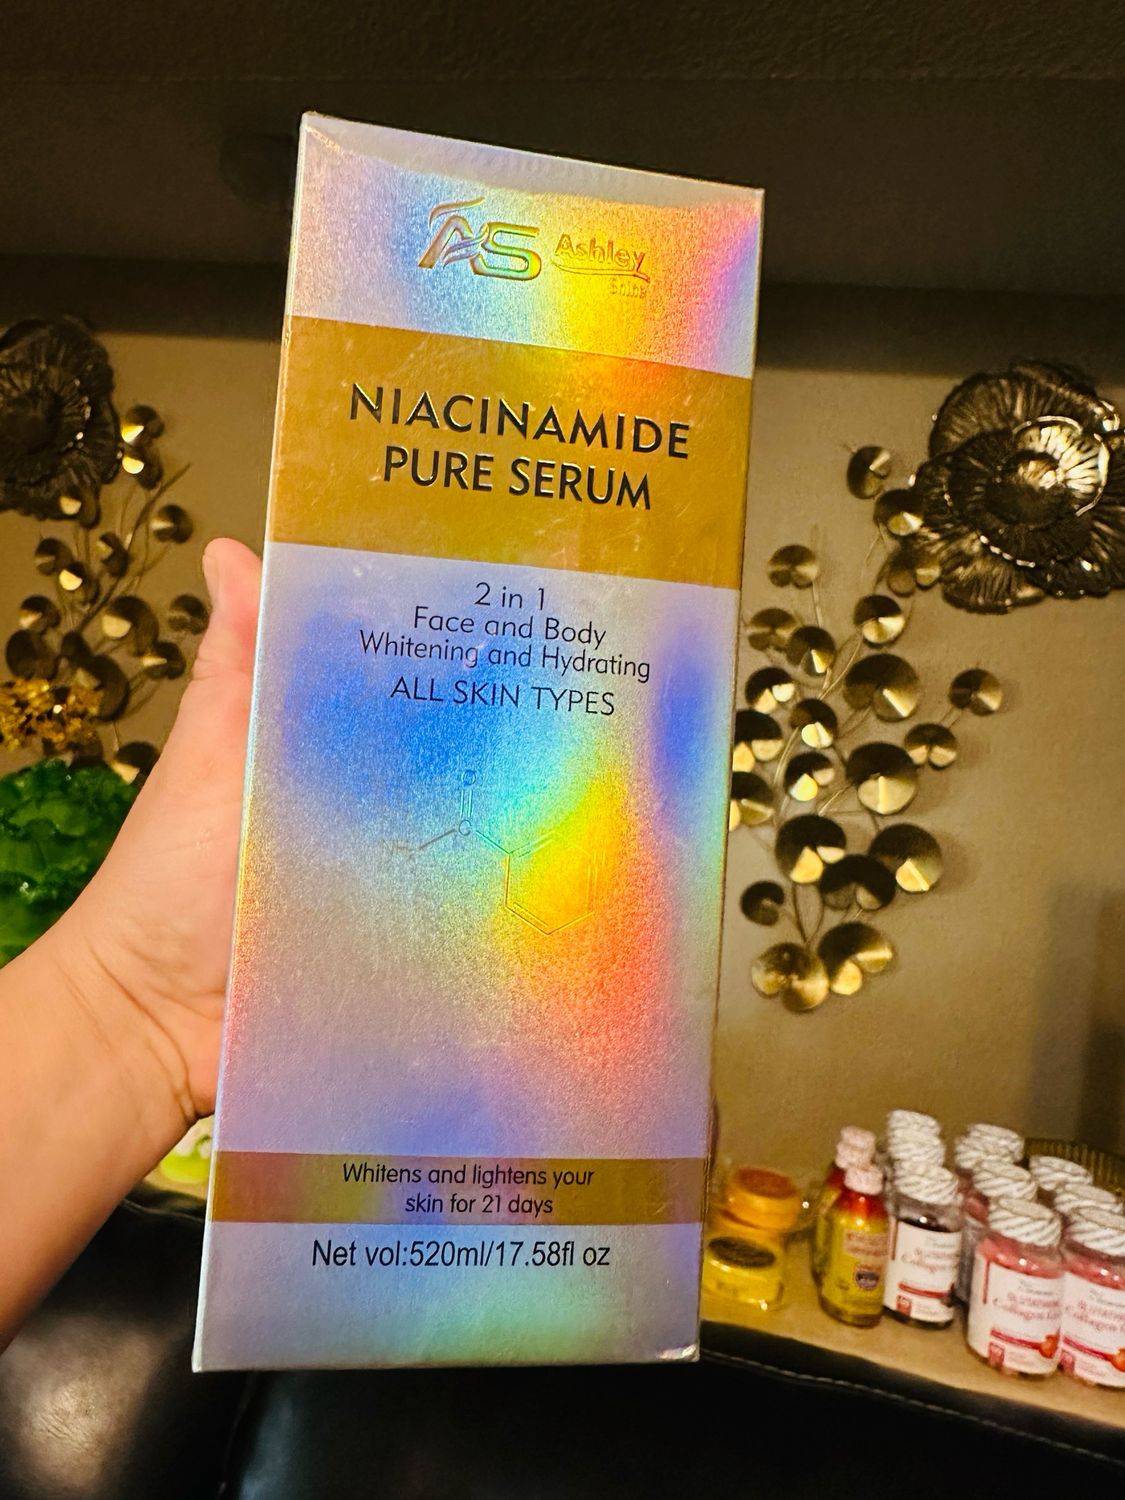 AS Ashley
Shine
NIACINAMIDE
PURE SERUM
2 in 1
Face and Body
Whitening and Hydrating
ALL SKIN TYPES
O
C
Whitens and lightens your
skin for 21 days
Net vol:520ml/17.58fl oz